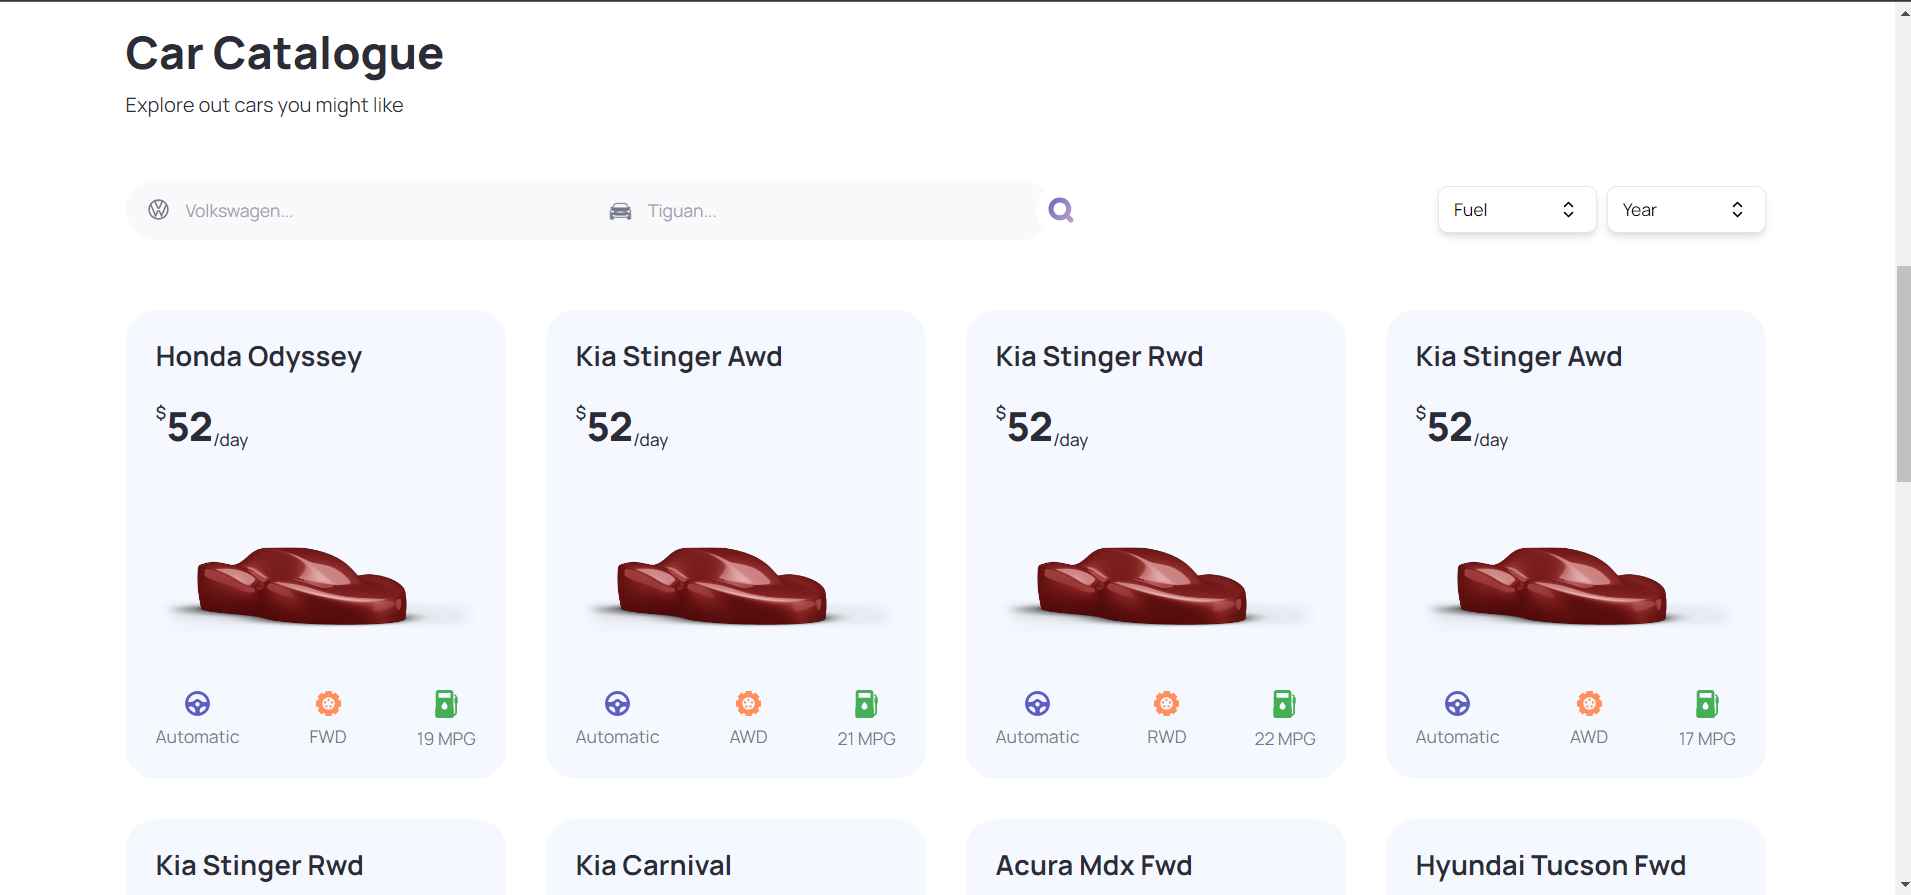 Car Catalogue
Explore out cars you might like
Volkswagen...
Tiguan...
Fuel
Year
Honda Odyssey
$52/day
Automatic
FWD
19 MPG
Kia Stinger Awd
$52/day
Automatic
AWD
21 MPG
Kia Stinger Rwd
$52/day
Automatic
RWD
22 MPG
Kia Stinger Awd
$52/day
Automatic
AWD
17 MPG
Kia Stinger Rwd
Kia Carnival
Acura Mdx Fwd
Hyundai Tucson Fwd